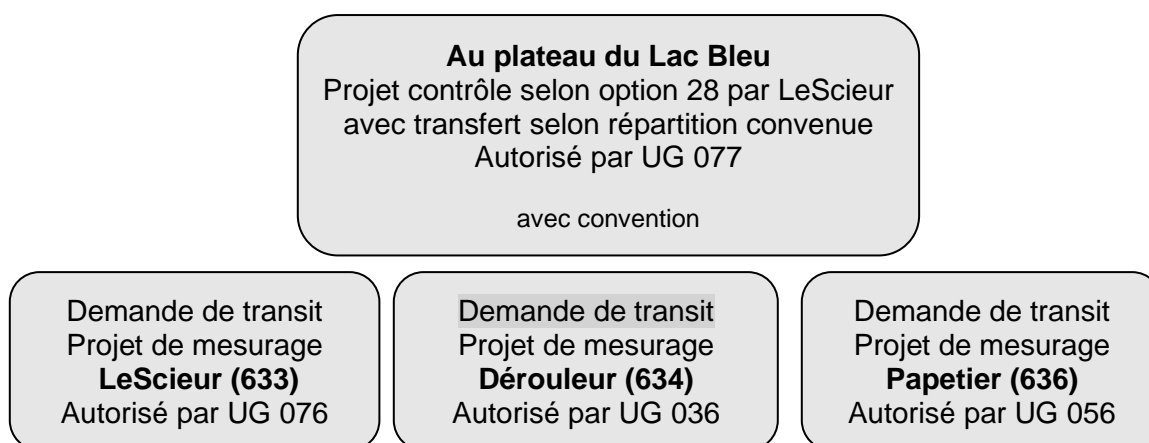 Au plateau du Lac Bleu
Projet contrôle selon option 28 par LeScieur
avec transfert selon répartition convenue
Autorisé par UG 077
avec convention
Demande de transit
Projet de mesurage
LeScieur (633)
Autorisé par UG 076
Demande de transit
Projet de mesurage
Dérouleur (634)
Autorisé par UG 036
Demande de transit
Projet de mesurage
Papetier (636)
Autorisé par UG 056